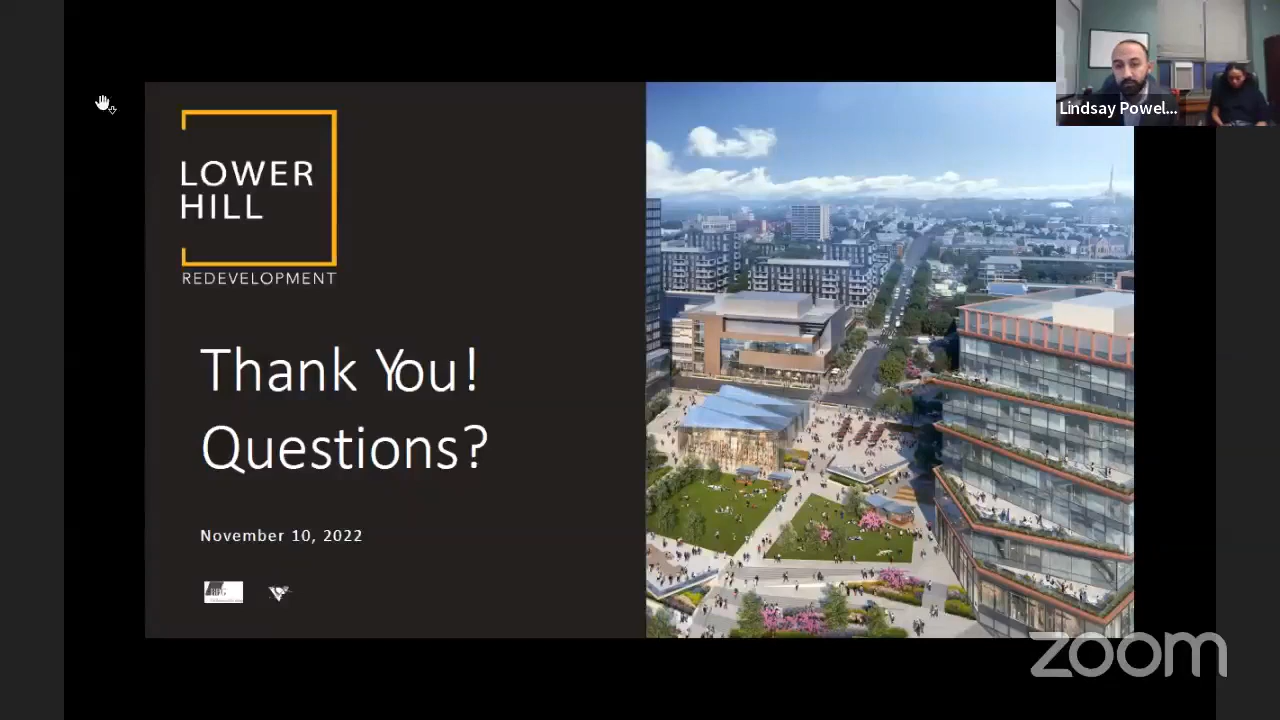 Lindsay Powel...
LOWER
HILL
REDEVELOPMENT
Thank You!
Questions?
November 10, 2022
zoom